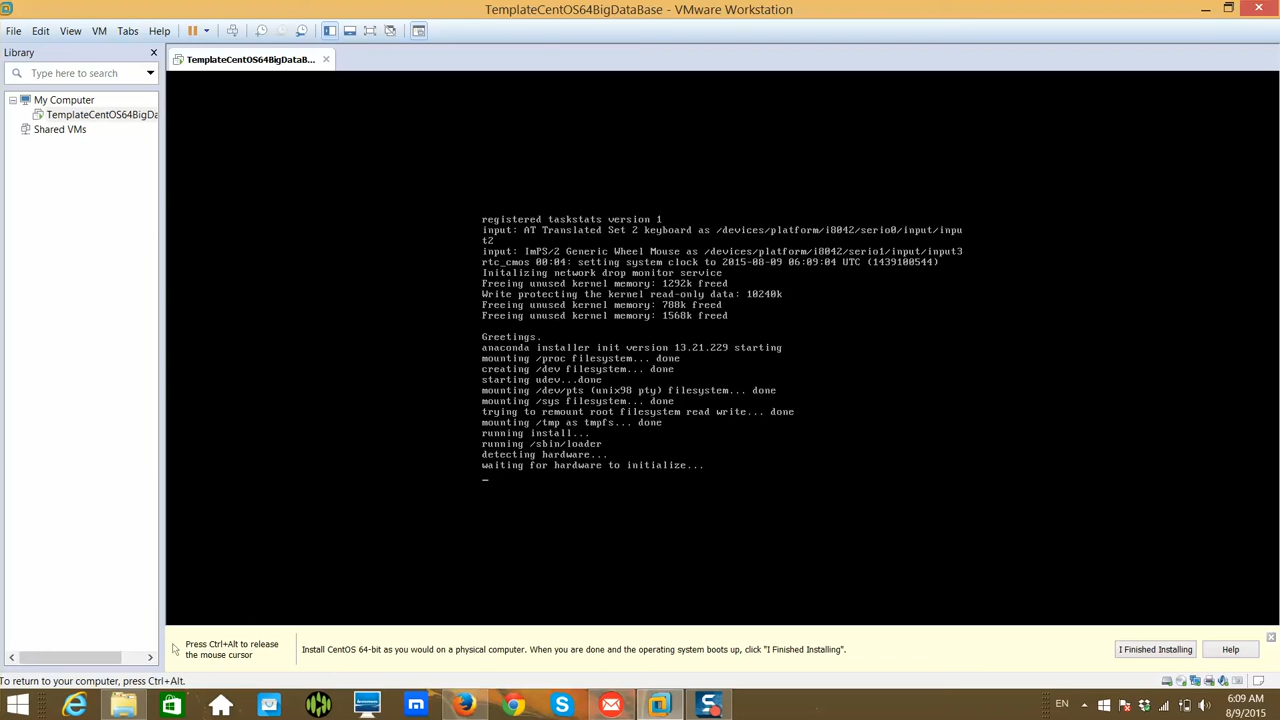 TemplateCentOS64BigDataBase - VMware Workstation
File Edit View VM Tabs Help
Library
Type here to search
TemplateCentOS64BigDataB...
My Computer
TemplateCentOS64BigDa
Shared VMs
registered taskstats version 1
input: AT Translated Set 2 keyboard as /devices/platform/i8042/serio0/input/inpu
t2
input: ImPS/2 Generic Wheel Mouse as /devices/platform/i8042/serio1/input/input3
rtc_cmos 00:04: setting system clock to 2015-08-09 06:09:04 UTC (1439100544)
Initalizing network drop monitor service
Freeing unused kernel memory: 1292k freed
Write protecting the kernel read-only data: 10240k
Freeing unused kernel memory: 788k freed
Freeing unused kernel memory: 1568k freed
Greetings.
anaconda installer init version 13.21.229 starting
mounting /proc filesystem... done
creating /dev filesystem... done
starting udev...done
mounting /dev/pts (unix98 pty) filesystem... done
mounting /sys filesystem... done
trying to remount root filesystem read write... done
mounting /tmp as tmpfs... done
running install...
running /sbin/loader
detecting hardware...
waiting for hardware to initialize...
Press Ctrl+Alt to release
the mouse cursor
Install CentOS 64-bit as you would on a physical computer. When you are done and the operating system boots up, click "I Finished Installing".
I Finished Installing
Help
To return to your computer, press Ctrl+Alt.
EN
6:09 AM
8/9/2015